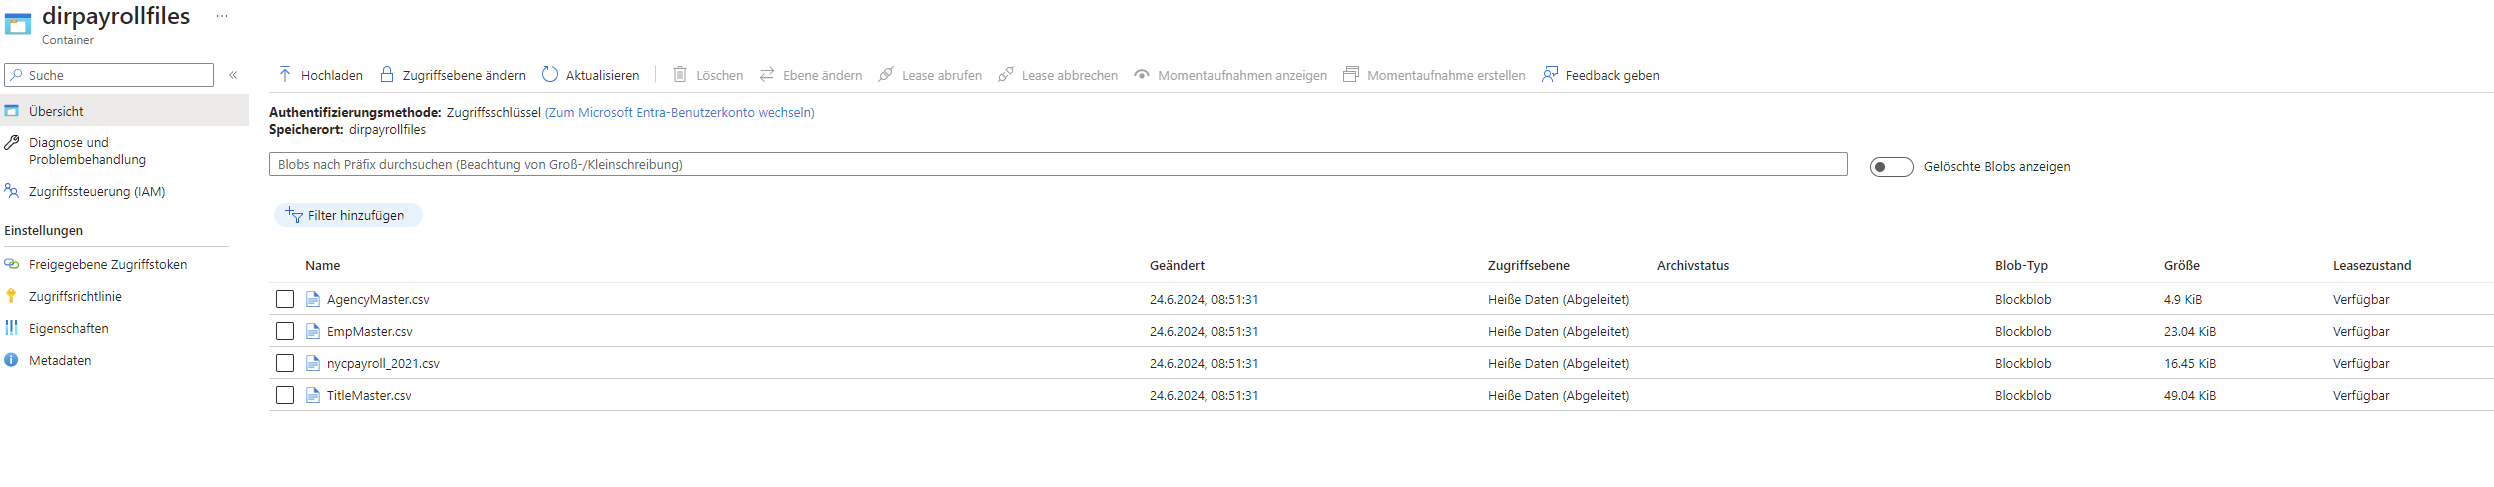 dirpayrollfiles ...
Container
Suche «
Übersicht
Diagnose und
Problembehandlung
Zugriffssteuerung (IAM)
Einstellungen
Freigegebene Zugriffstoken
Zugriffsrichtlinie
Eigenschaften
Metadaten
Hochladen Zugriffsebene ändern Aktualisieren Löschen Ebene ändern Lease abrufen Lease abbrechen Momentaufnahmen anzeigen Momentaufnahme erstellen Feedback geben
Authentifizierungsmethode: Zugriffsschlüssel (Zum Microsoft Entra-Benutzerkonto wechseln)
Speicherort: dirpayrollfiles
Blobs nach Präfix durchsuchen (Beachtung von Groß-/Kleinschreibung) Gelöschte Blobs anzeigen
Filter hinzufügen
Name Geändert Zugriffsebene Archivstatus Blob-Typ Größe Leasezustand
AgencyMaster.csv 24.6.2024, 08:51:31 Heiße Daten (Abgeleitet) Blockblob 4.9 KiB Verfügbar
EmpMaster.csv 24.6.2024, 08:51:31 Heiße Daten (Abgeleitet) Blockblob 23.04 KiB Verfügbar
nycpayroll_2021.csv 24.6.2024, 08:51:31 Heiße Daten (Abgeleitet) Blockblob 16.45 KiB Verfügbar
TitleMaster.csv 24.6.2024, 08:51:31 Heiße Daten (Abgeleitet) Blockblob 49.04 KiB Verfügbar